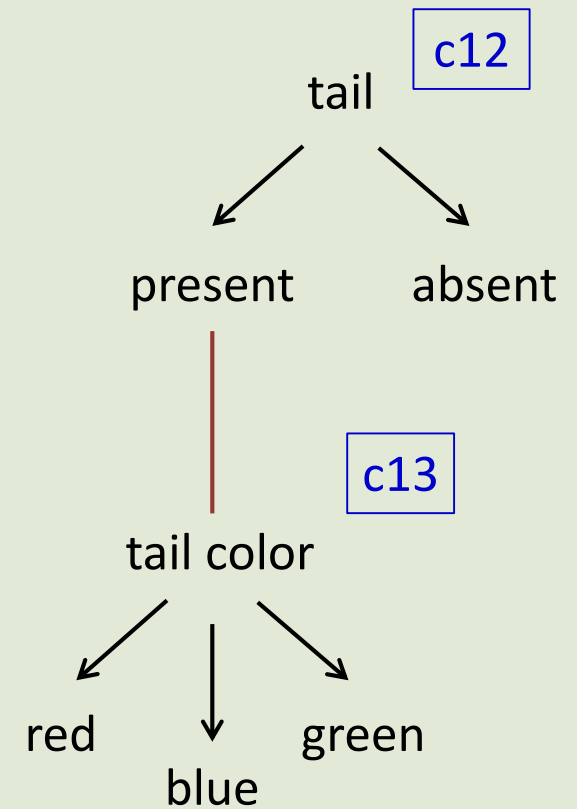 c12
tail
present absent
c13
tail color
red green
blue